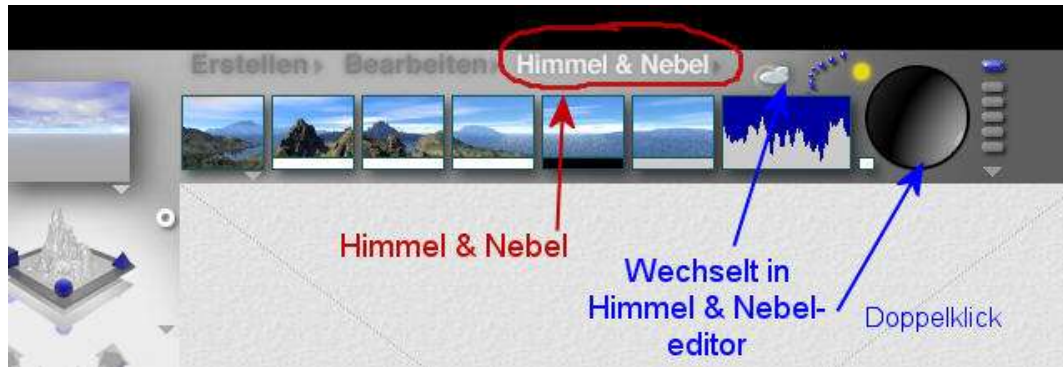 Erstellen Bearbeiten Himmel & Nebel
Himmel & Nebel
Wechselt in
Himmel & Nebel-
editor
Doppelklick